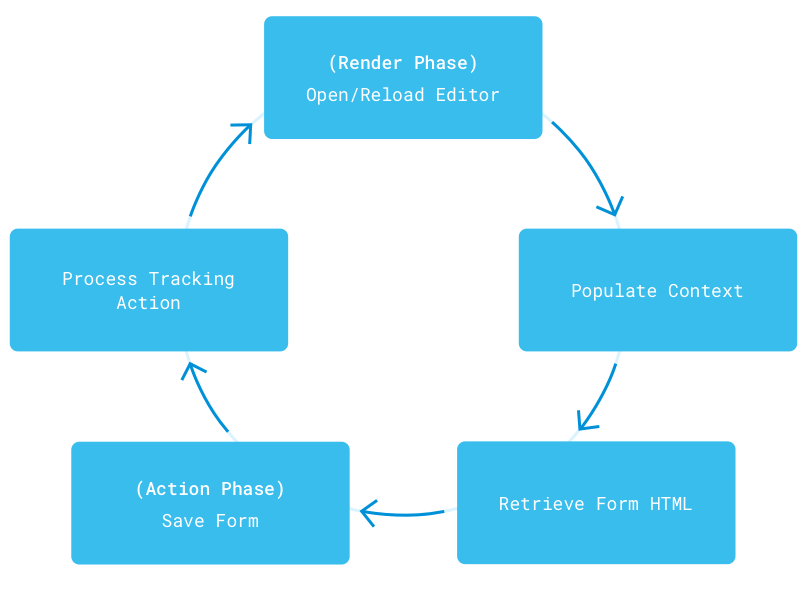 (Render Phase)
Open/Reload Editor
Populate Context
Retrieve Form HTML
(Action Phase)
Save Form
Process Tracking
Action